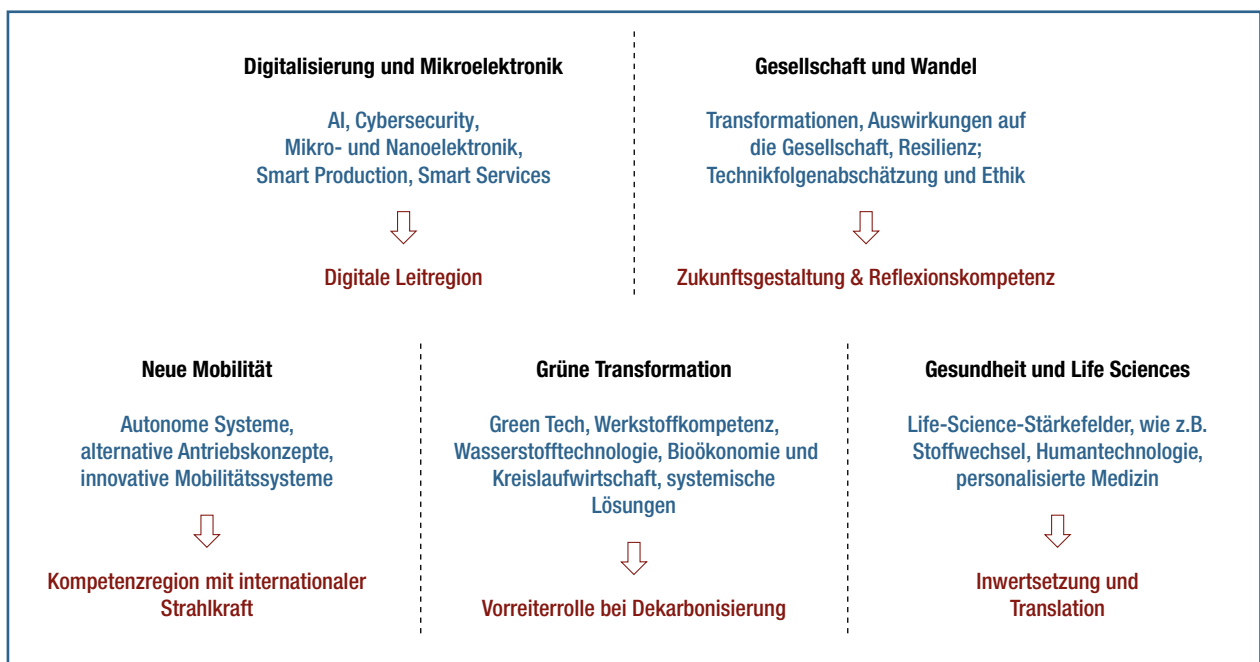 Digitalisierung und Mikroelektronik
AI, Cybersecurity,
Mikro- und Nanoelektronik,
Smart Production, Smart Services
Digitale Leitregion
Gesellschaft und Wandel
Transformationen, Auswirkungen auf
die Gesellschaft, Resilienz;
Technikfolgenabschätzung und Ethik
Zukunftsgestaltung & Reflexionskompetenz
Neue Mobilität
Autonome Systeme,
alternative Antriebskonzepte,
innovative Mobilitätssysteme
Kompetenzregion mit internationaler
Strahlkraft
Grüne Transformation
Green Tech, Werkstoffkompetenz,
Wasserstofftechnologie, Bioökonomie und
Kreislaufwirtschaft, systemische
Lösungen
Vorreiterrolle bei Dekarbonisierung
Gesundheit und Life Sciences
Life-Science-Stärkefelder, wie z.B.
Stoffwechsel, Humantechnologie,
personalisierte Medizin
Inwertsetzung und
Translation